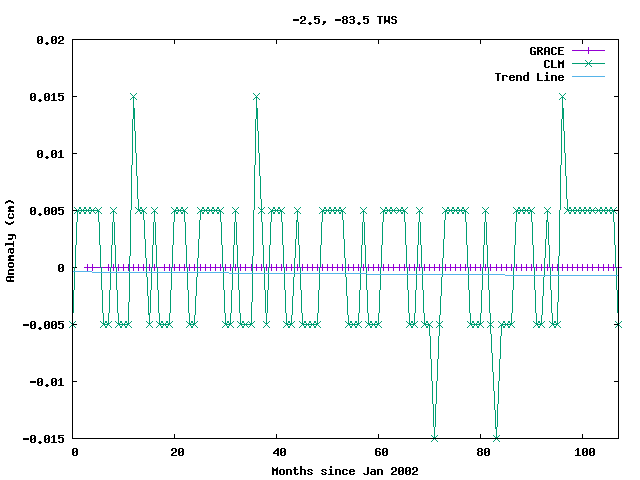 -2.5, -83.5 TWS
GRACE
CLM
Trend Line
0.02
0.015
0.01
0.005
0
-0.005
-0.01
-0.015
Anomaly (cm)
0 20 40 60 80 100
Months since Jan 2002